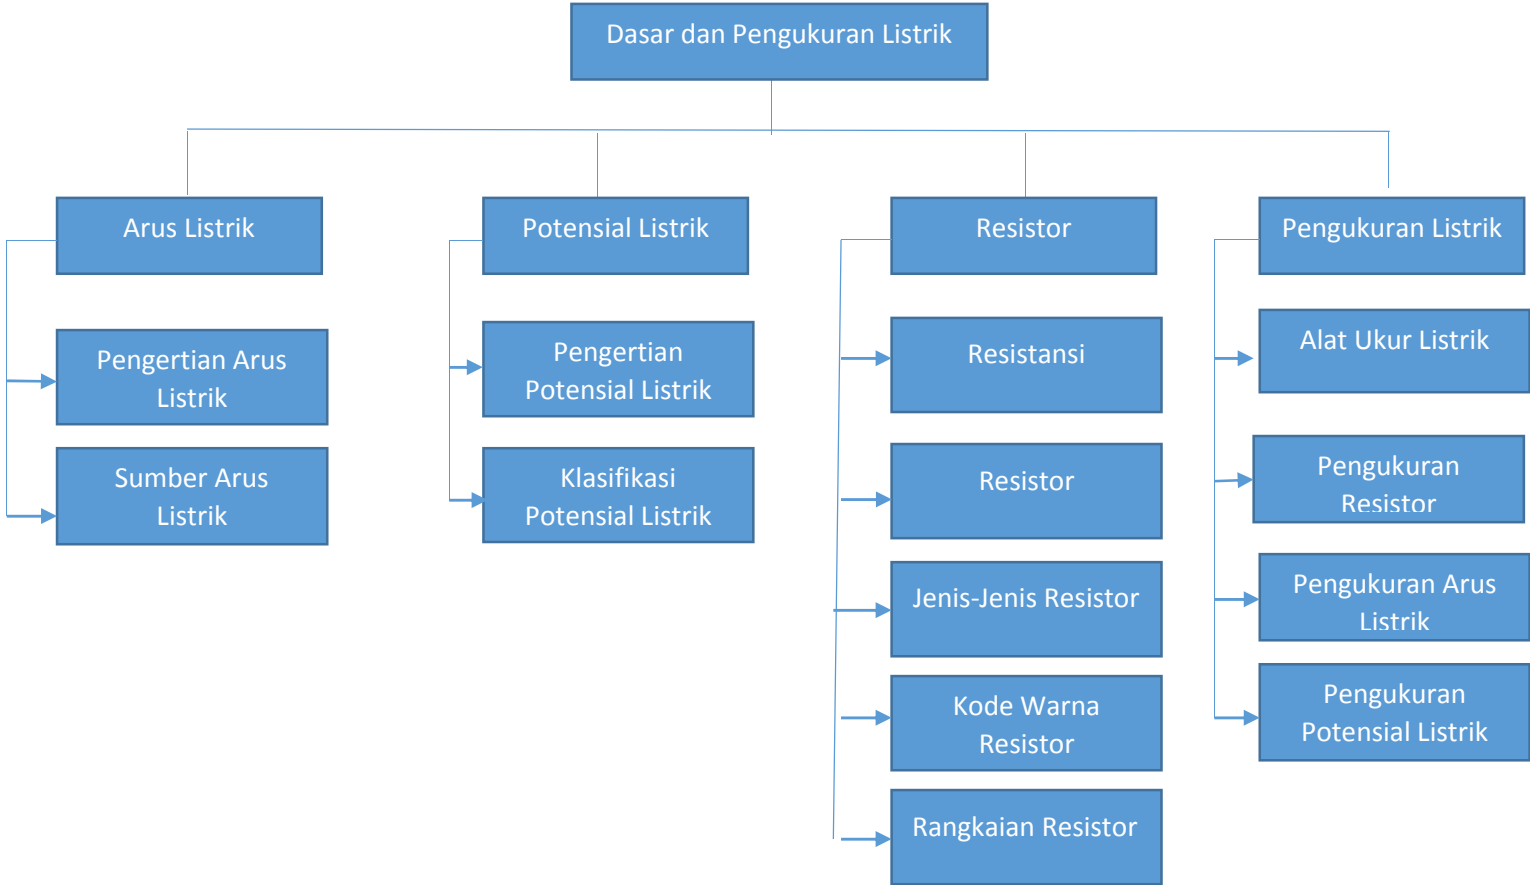 Dasar dan Pengukuran Listrik
Arus Listrik
Pengertian Arus
Listrik
Sumber Arus
Listrik
Potensial Listrik
Pengertian
Potensial Listrik
Klasifikasi
Potensial Listrik
Resistor
Resistansi
Resistor
Jenis-Jenis Resistor
Kode Warna
Resistor
Rangkaian Resistor
Pengukuran Listrik
Alat Ukur Listrik
Pengukuran
Resistor
Pengukuran Arus
Listrik
Pengukuran
Potensial Listrik